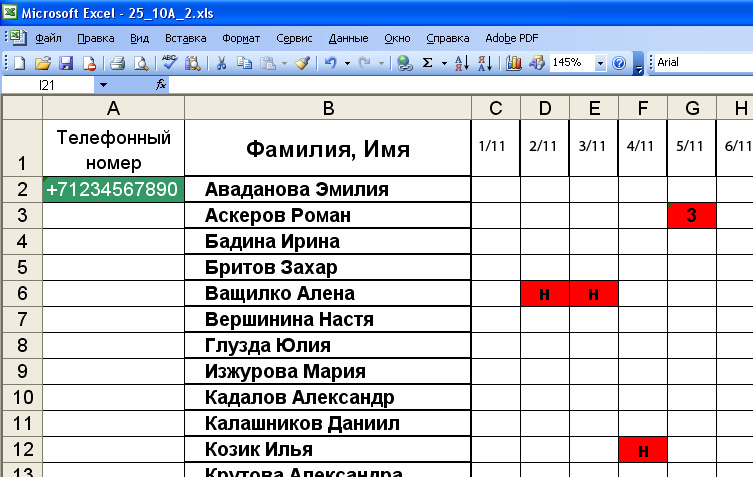 Microsoft Excel - 25_10A_2.xls
Файл Правка Вид Вставка Формат Сервис Данные Окно Справка Adobe PDF
145% Arial
I21 fx
A B C D E F G H
1 Телефонный номер Фамилия, Имя 1/11 2/11 3/11 4/11 5/11 6/11
2 +71234567890 Аваданова Эмилия
3 Аскеров Роман 3
4 Бадина Ирина
5 Бритов Захар
6 Ващилко Алена н н
7 Вершинина Настя
8 Глузда Юлия
9 Изжурова Мария
10 Кадалов Александр
11 Калашников Даниил
12 Козик Илья н
13 Крутова Александра